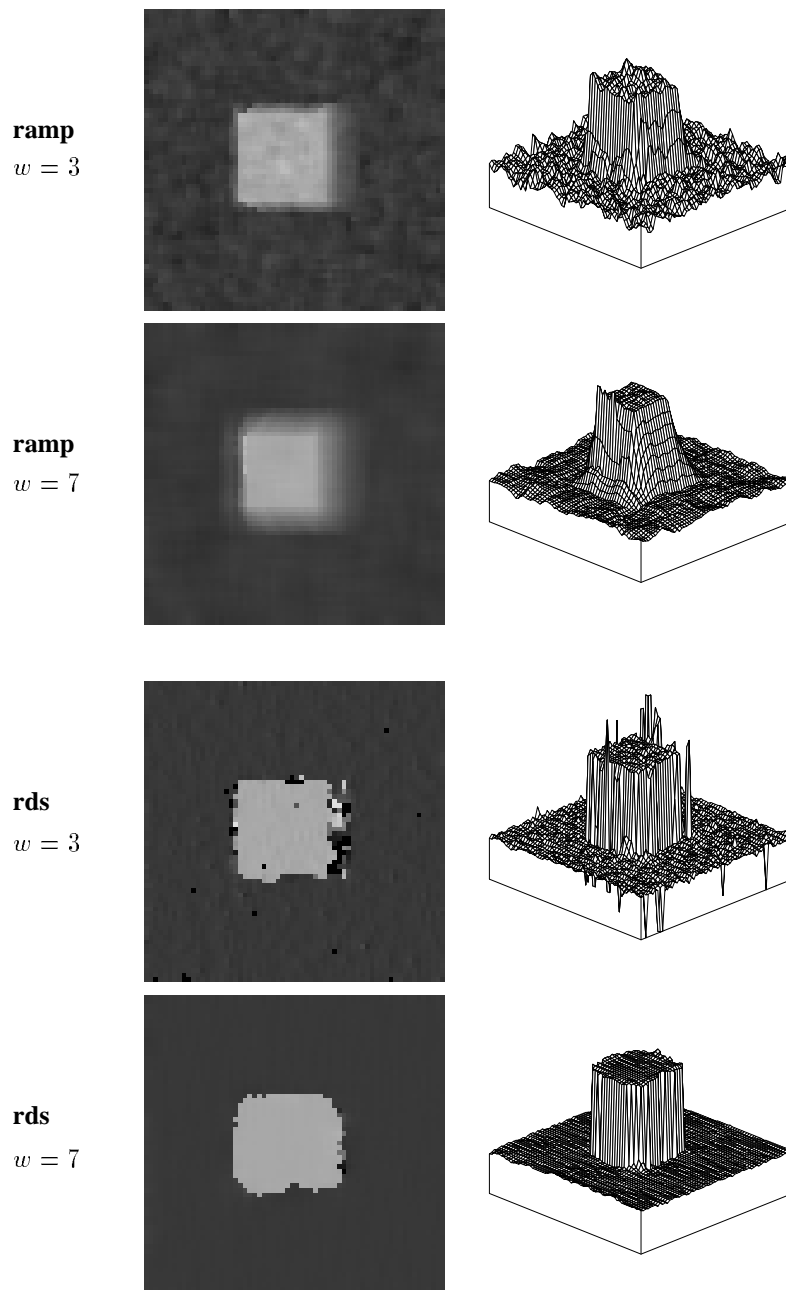 ramp
w = 3
ramp
w = 7
rds
w = 3
rds
w = 7